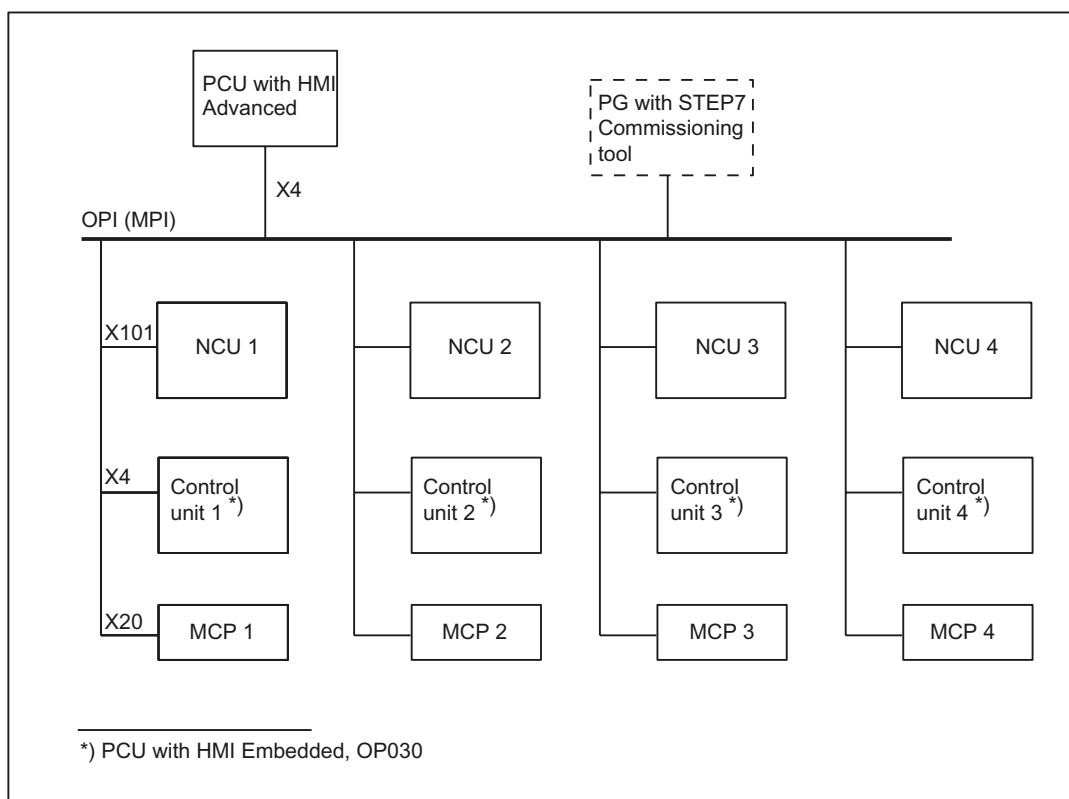 PCU with HMI
Advanced
PG with STEP7
Commissioning
tool
X4
OPI (MPI)
X101
NCU 1
NCU 2
NCU 3
NCU 4
X4
Control
unit 1 *)
Control
unit 2 *)
Control
unit 3 *)
Control
unit 4 *)
X20
MCP 1
MCP 2
MCP 3
MCP 4
*) PCU with HMI Embedded, OP030